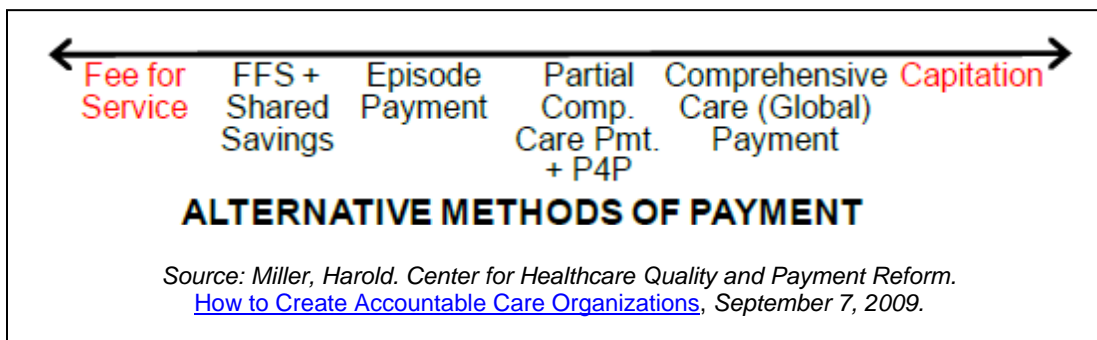 Fee for Service
FFS + Shared Savings
Episode Payment
Partial Comp. Care Pmt. + P4P
Comprehensive Care (Global) Payment
Capitation
ALTERNATIVE METHODS OF PAYMENT
Source: Miller, Harold. Center for Healthcare Quality and Payment Reform.
How to Create Accountable Care Organizations, September 7, 2009.